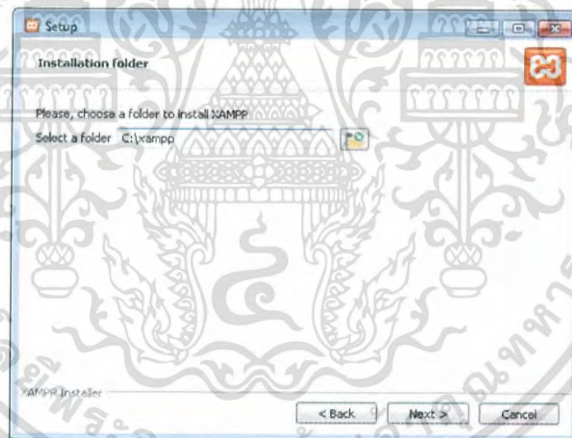 Setup
Installation folder
Please, choose a folder to install XAMPP
Select a folder C:\xampp
XAMPP Installer
< Back
Next >
Cancel